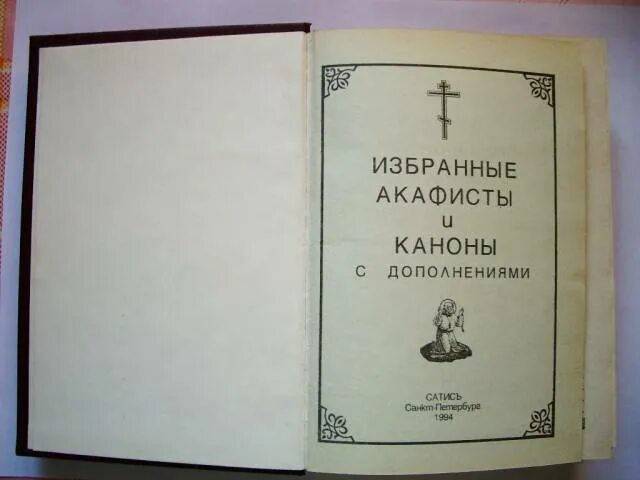 ИЗБРАННЫЕ
АКАФИСТЫ
и
КАНОНЫ
С ДОПОЛНЕНИЯМИ
САТИСЪ
Санкт-Петербург
1994